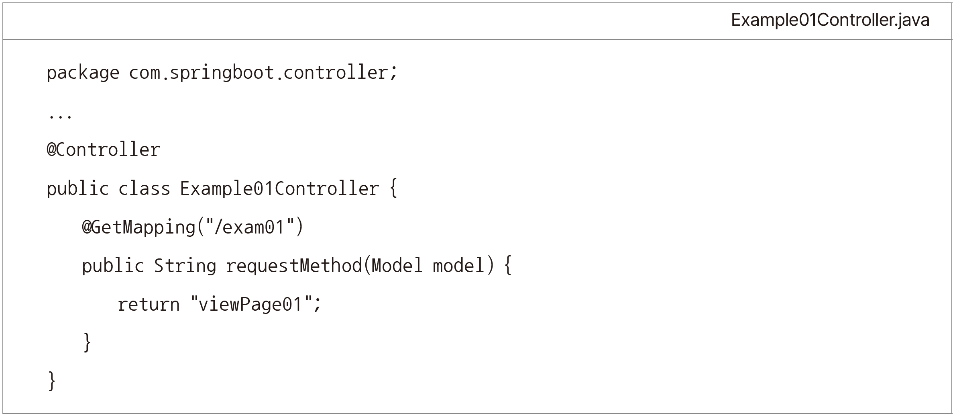 Example01Controller.java
package com.springboot.controller;
...
@Controller
public class Example01Controller {
@GetMapping("/exam01")
public String requestMethod(Model model) {
return "viewPage01";
}
}